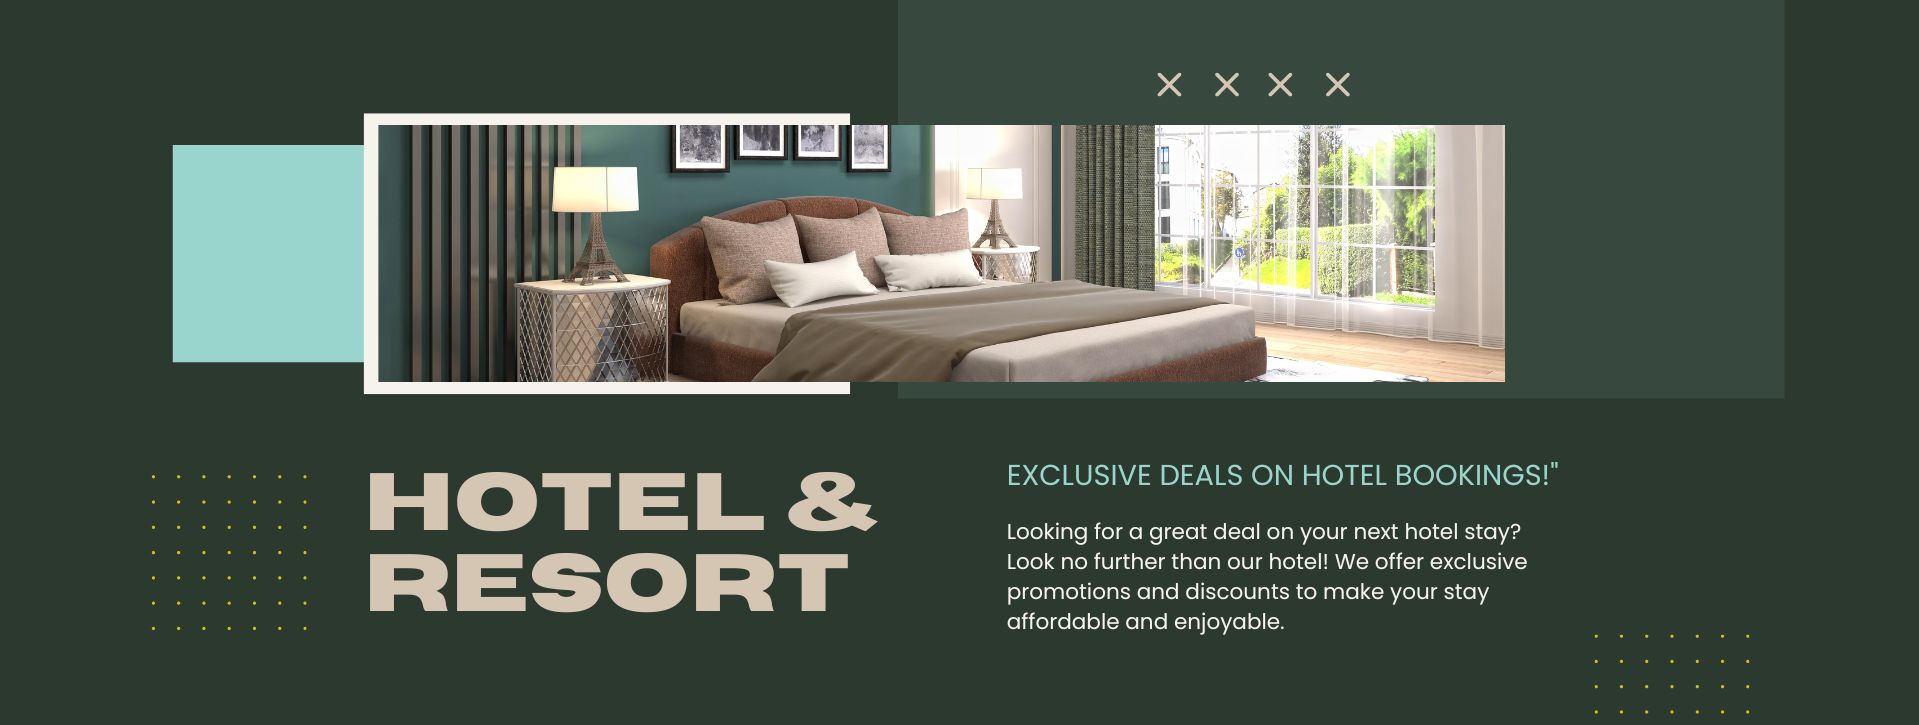 HOTEL &
RESORT
EXCLUSIVE DEALS ON HOTEL BOOKINGS!"
Looking for a great deal on your next hotel stay?
Look no further than our hotel! We offer exclusive
promotions and discounts to make your stay
affordable and enjoyable.